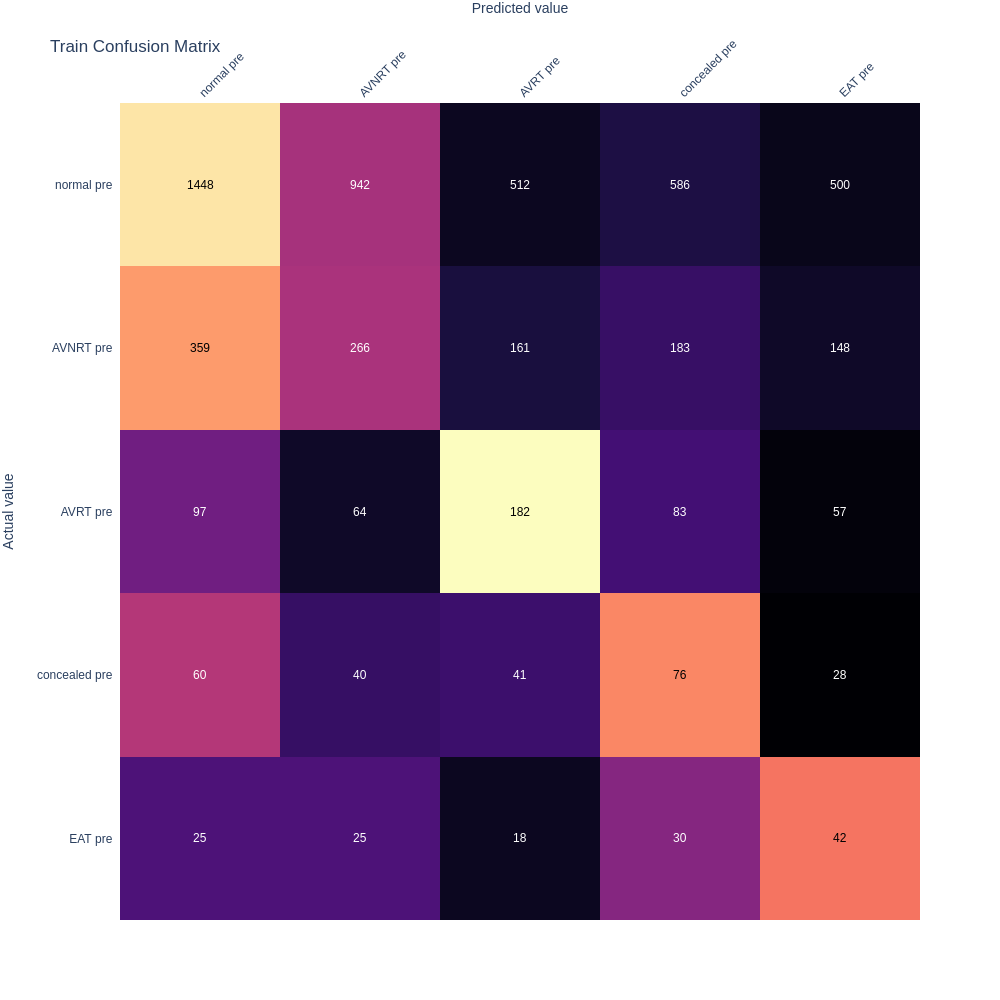 Predicted value
Train Confusion Matrix
normal pre AVNRT pre AVRT pre concealed pre EAT pre
normal pre 1448 942 512 586 500
AVNRT pre 359 266 161 183 148
AVRT pre 97 64 182 83 57
concealed pre 60 40 41 76 28
EAT pre 25 25 18 30 42
Actual value